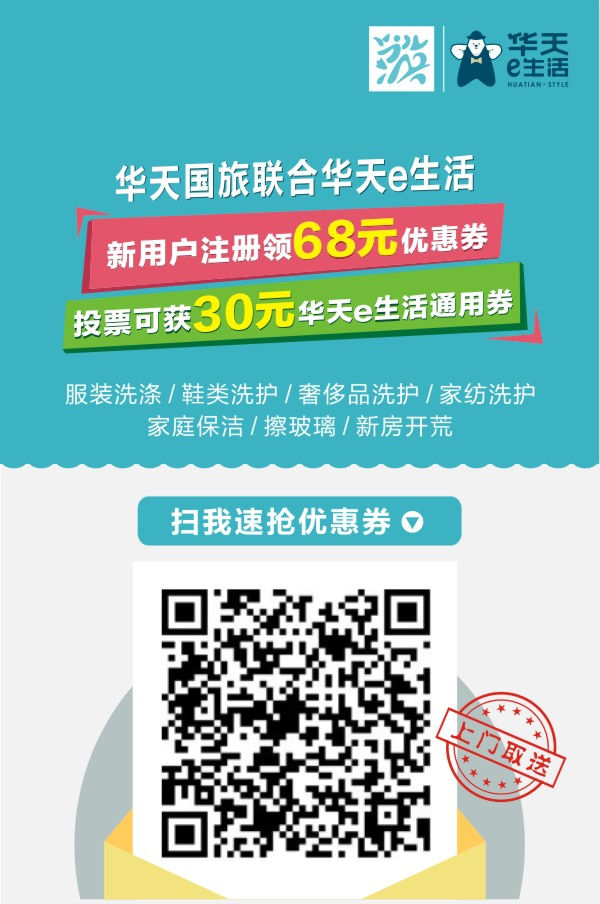 华天
e生活
HUATIAN·STYLE
华天国旅联合华天e生活
新用户注册领68元优惠券
投票可获30元华天e生活通用券
服装洗涤 / 鞋类洗护 / 奢侈品洗护 / 家纺洗护
家庭保洁 / 擦玻璃 / 新房开荒
扫我速抢优惠券
上门取送